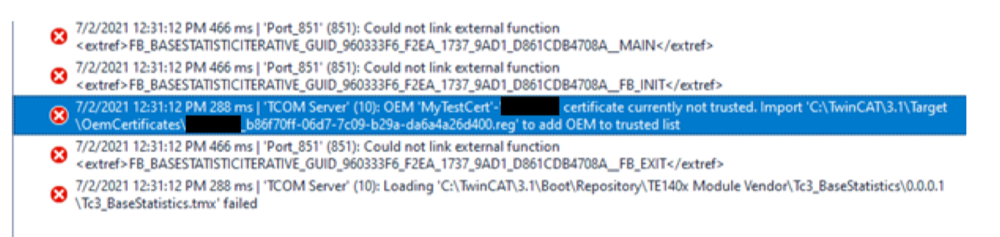 7/2/2021 12:31:12 PM 466 ms | 'Port_851' (851): Could not link external function
<extref>FB_BASESTATISTICITERATIVE_GUID_960333F6_F2EA_1737_9AD1_D861CDB4708A__MAIN</extref>
7/2/2021 12:31:12 PM 466 ms | 'Port_851' (851): Could not link external function
<extref>FB_BASESTATISTICITERATIVE_GUID_960333F6_F2EA_1737_9AD1_D861CDB4708A__FB_INIT</extref>
7/2/2021 12:31:12 PM 288 ms | 'TCOM Server' (10): OEM 'MyTestCert'-' certificate currently not trusted. Import 'C:\TwinCAT\3.1\Target
\OemCertificates\ _b86f70ff-06d7-7c09-b29a-da6a4a26d400.reg' to add OEM to trusted list
7/2/2021 12:31:12 PM 466 ms | 'Port_851' (851): Could not link external function
<extref>FB_BASESTATISTICITERATIVE_GUID_960333F6_F2EA_1737_9AD1_D861CDB4708A__FB_EXIT</extref>
7/2/2021 12:31:12 PM 288 ms | 'TCOM Server' (10): Loading 'C:\TwinCAT\3.1\Boot\Repository\TE140x Module Vendor\Tc3_BaseStatistics\0.0.0.1
\Tc3_BaseStatistics.tmx' failed